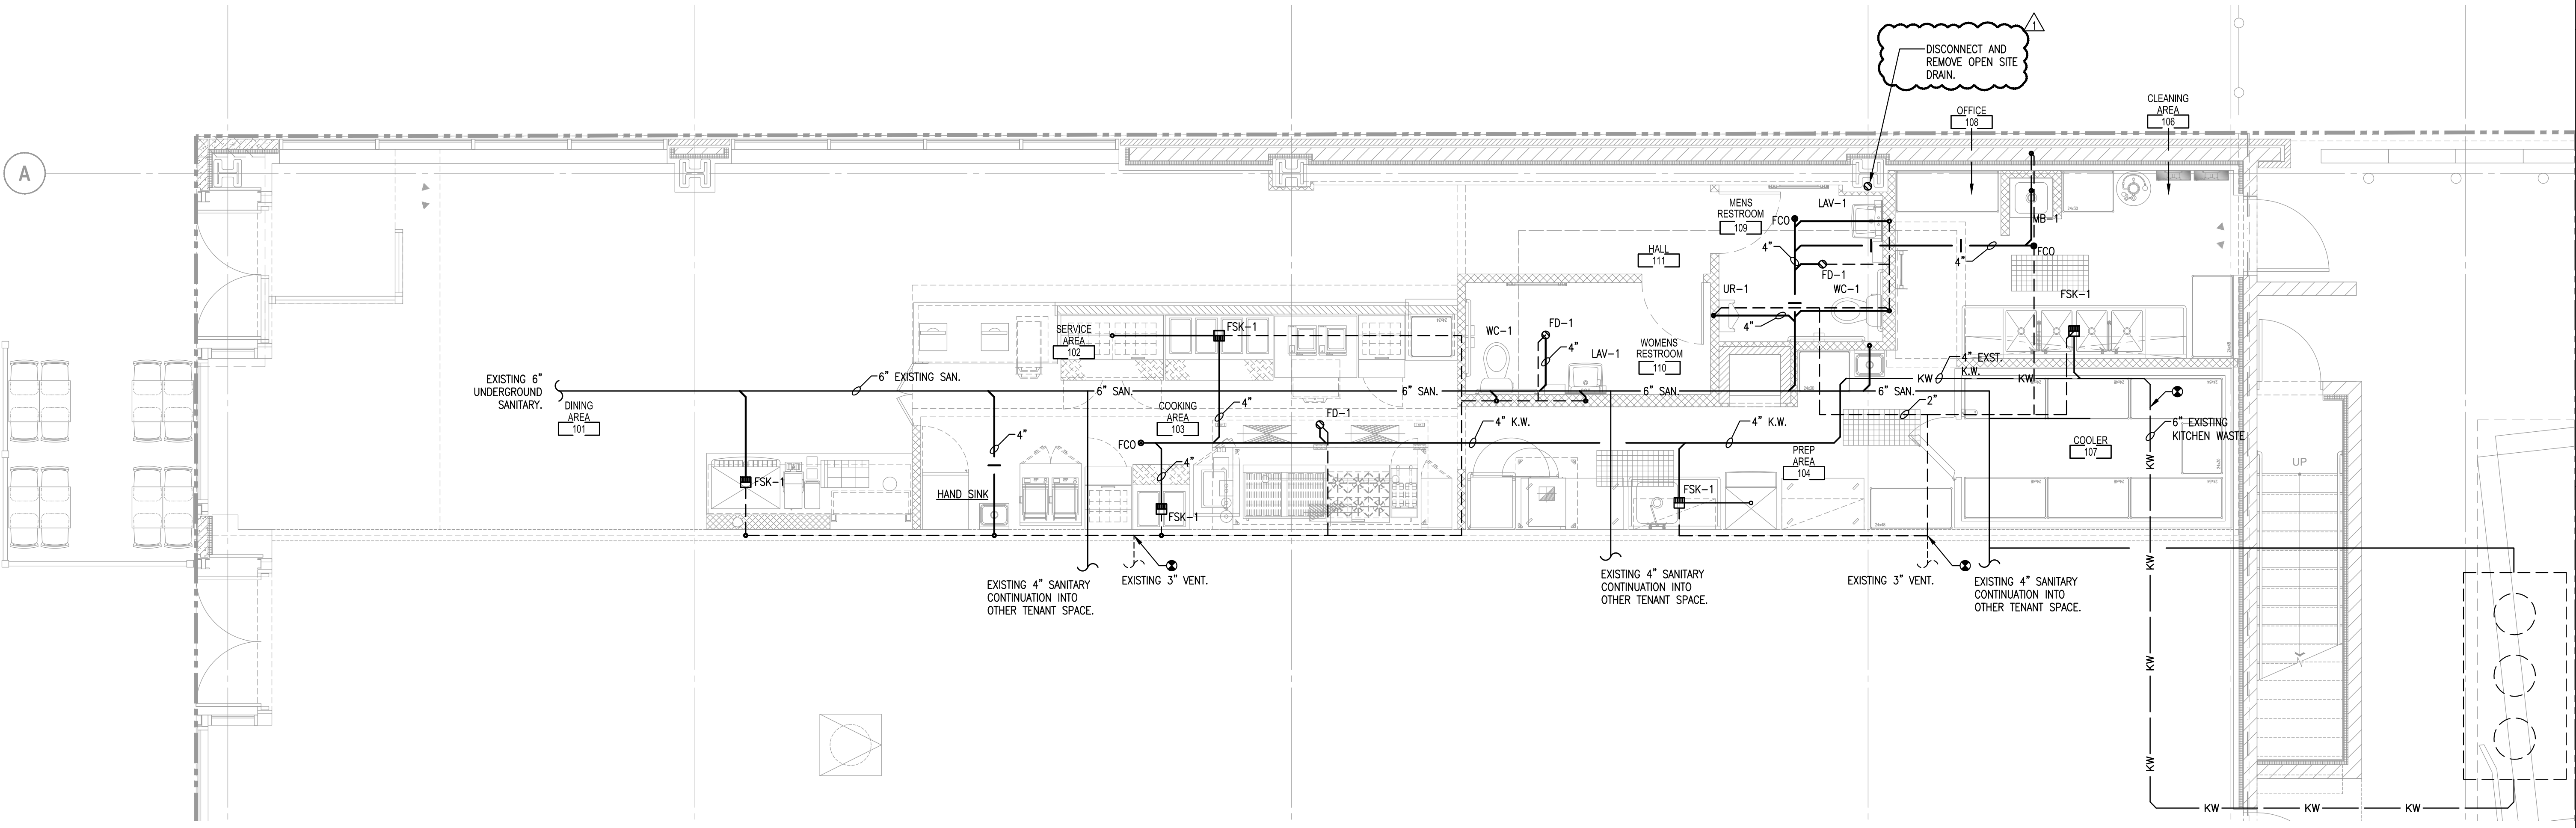 1
DISCONNECT AND
REMOVE OPEN SITE
DRAIN.
OFFICE
108
CLEANING
AREA
106
A
MENS
RESTROOM
109
LAV-1
FCO
MB-1
4"
4"
FCO
HALL
111
FD-1
UR-1
WC-1
FSK-1
4"
SERVICE
AREA
102
FSK-1
WC-1
FD-1
4"
LAV-1
WOMENS
RESTROOM
110
4" EXST.
K.W.
EXISTING 6"
UNDERGROUND
SANITARY.
6" EXISTING SAN.
6" SAN.
6" SAN.
6" SAN.
KW
KW
6" SAN.
DINING
AREA
101
COOKING
AREA
103
4"
FD-1
2"
4"
FCO
4" K.W.
4" K.W.
6" EXISTING
KITCHEN WASTE
COOLER
107
PREP
AREA
104
4"
KW
UP
FSK-1
HAND SINK
FSK-1
FSK-1
KW
EXISTING 4" SANITARY
CONTINUATION INTO
OTHER TENANT SPACE.
EXISTING 3" VENT.
EXISTING 4" SANITARY
CONTINUATION INTO
OTHER TENANT SPACE.
EXISTING 3" VENT.
EXISTING 4" SANITARY
CONTINUATION INTO
OTHER TENANT SPACE.
KW
KW
KW
KW
KW
KW